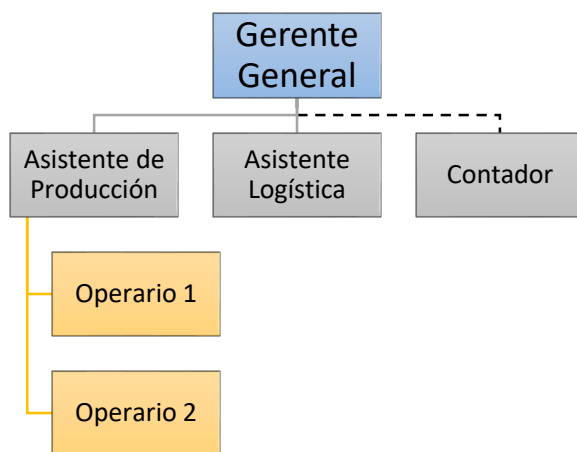 Gerente
General
Asistente de
Producción
Asistente
Logística
Contador
Operario 1
Operario 2